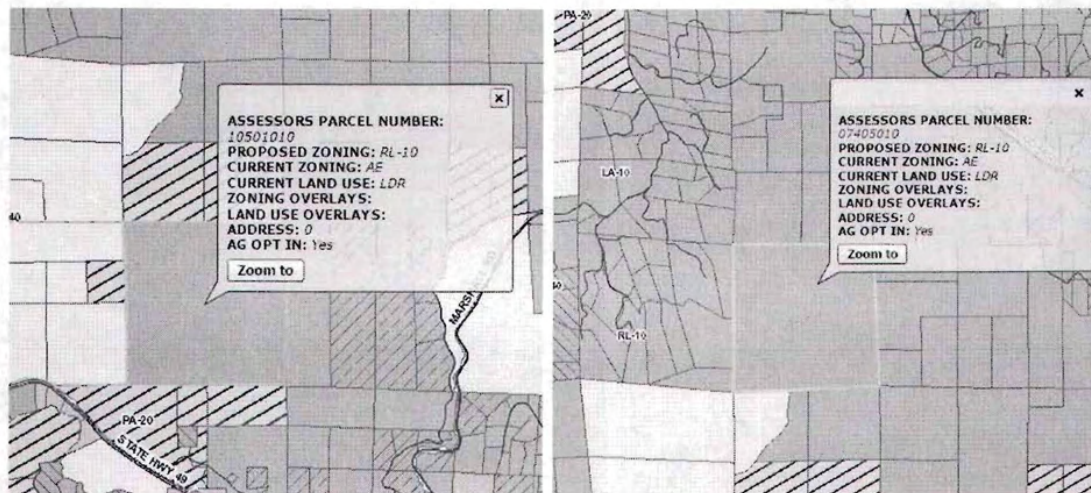 ×
ASSESSORS PARCEL NUMBER:
10501010
PROPOSED ZONING: RL-10
CURRENT ZONING: AE
CURRENT LAND USE: LDR
ZONING OVERLAYS:
LAND USE OVERLAYS:
ADDRESS: 0
AG OPT IN: Yes
Zoom to
40
PA-20
STATE HWY 49
PA-20
×
ASSESSORS PARCEL NUMBER:
07405010
PROPOSED ZONING: RL-10
CURRENT ZONING: AE
CURRENT LAND USE: LDR
ZONING OVERLAYS:
LAND USE OVERLAYS:
ADDRESS: 0
AG OPT IN: Yes
Zoom to
LA-10
RL-10